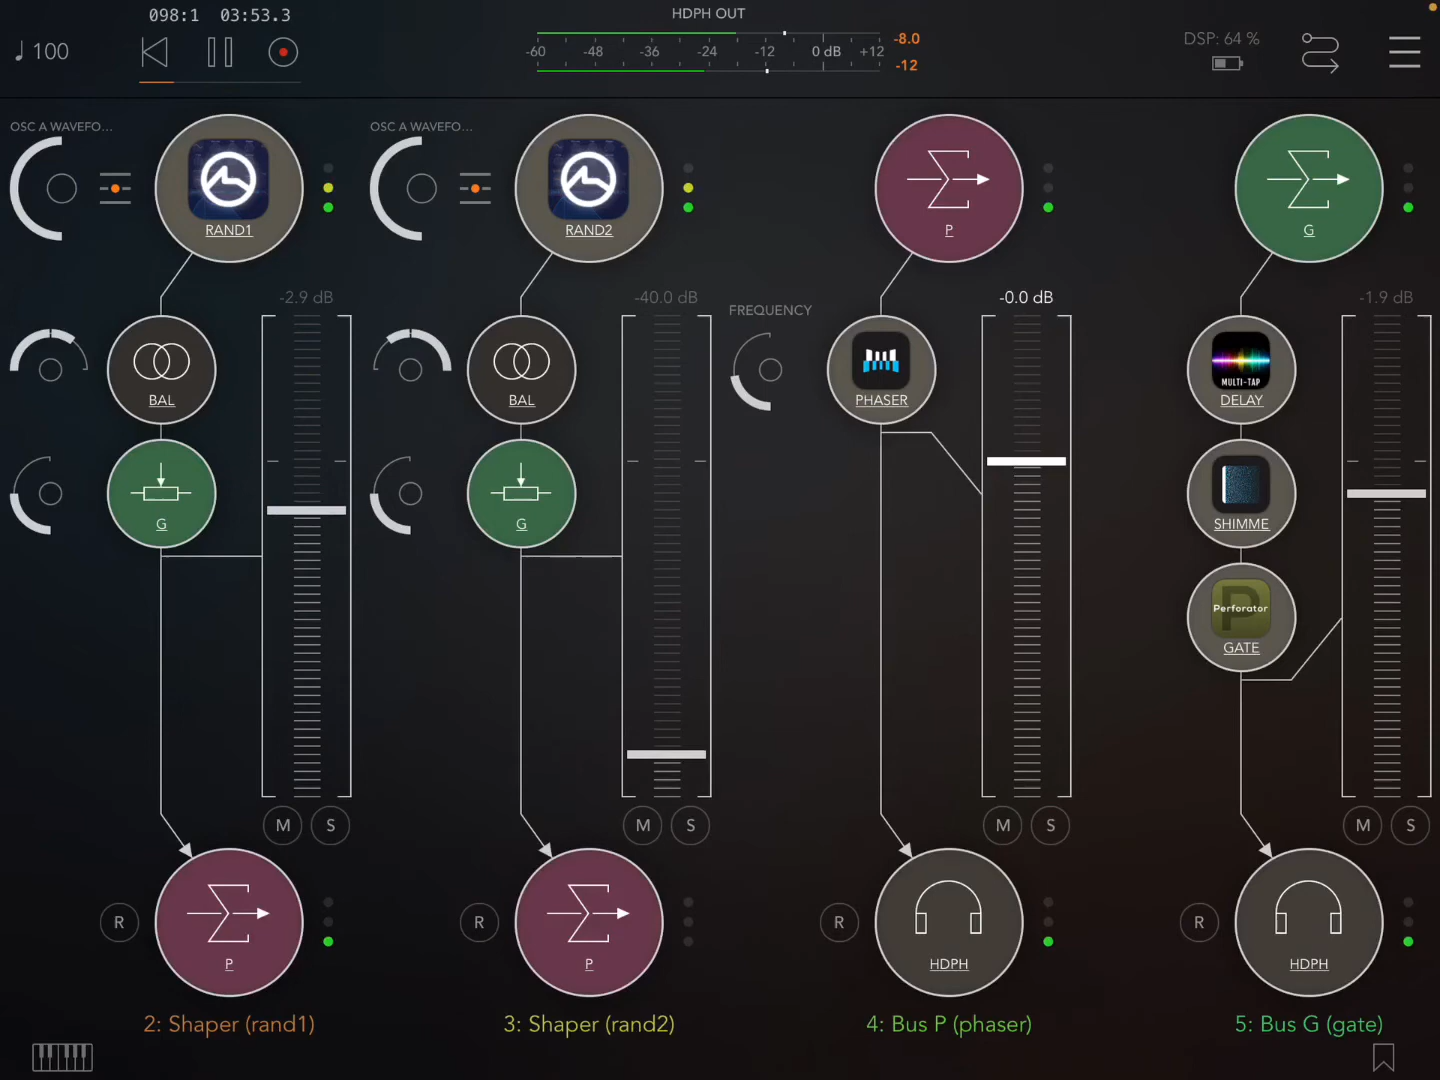 098:1 03:53.3
HDPH OUT
100
-60 -48 -36 -24 -12 0 dB +12
-8.0
-12
DSP: 64 %
OSC A WAVEFO...
RAND1
OSC A WAVEFO...
RAND2
P
G
-2.9 dB
-40.0 dB
FREQUENCY
-0.0 dB
-1.9 dB
BAL
BAL
PHASER
MULTI-TAP
DELAY
G
G
SHIMME
Perforator
P
GATE
M S
M S
M S
M S
R
P
R
P
R
HDPH
R
HDPH
2: Shaper (rand1)
3: Shaper (rand2)
4: Bus P (phaser)
5: Bus G (gate)